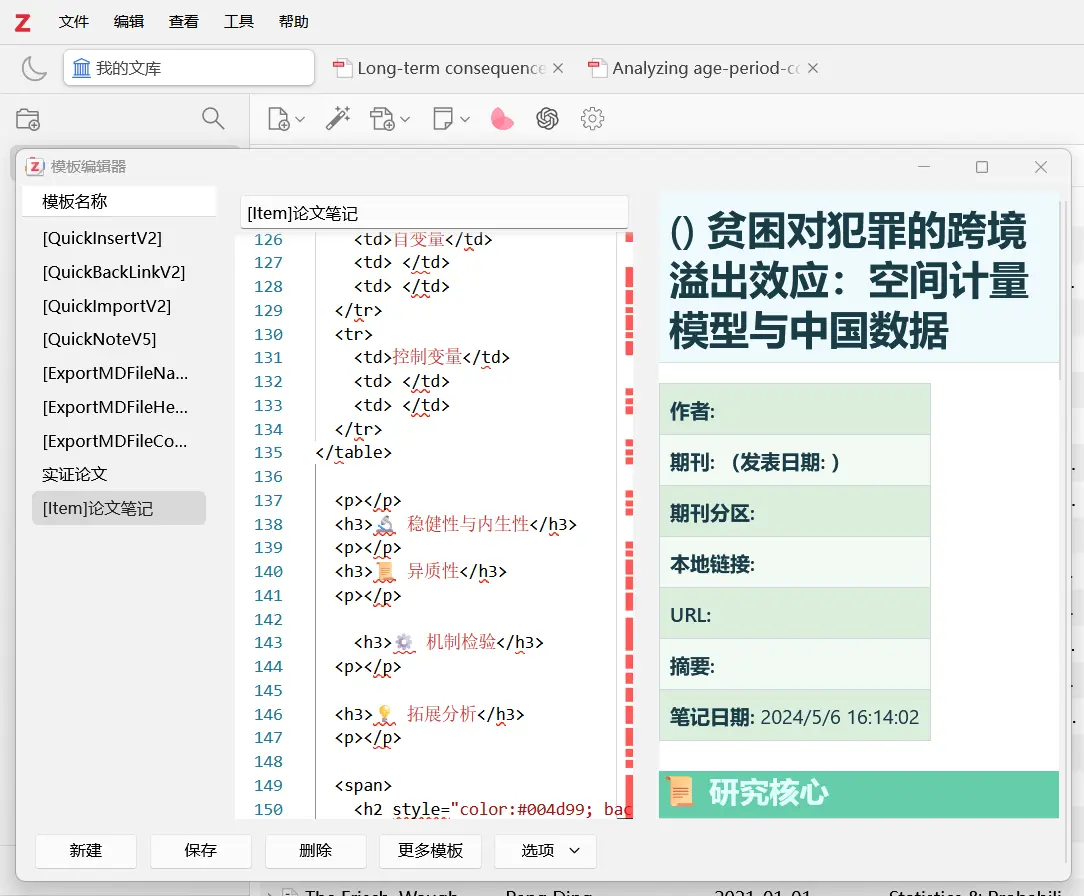 Z 文件 编辑 查看 工具 帮助
我的文库 Long-term consequence Analyzing age-period-co
模板编辑器
模板名称
[QuickInsertV2]
[QuickBackLinkV2]
[QuickImportV2]
[QuickNoteV5]
[ExportMDFileNa...
[ExportMDFileHe...
[ExportMDFileCo...
实证论文
[Item]论文笔记
[Item]论文笔记
126 <td>自变量</td>
127 <td> </td>
128 <td> </td>
129 </tr>
130 <tr>
131 <td>控制变量</td>
132 <td> </td>
133 <td> </td>
134 </tr>
135 </table>
136
137 <p></p>
138 <h3>🔬 稳健性与内生性</h3>
139 <p></p>
140 <h3>📜 异质性</h3>
141 <p></p>
142
143 <h3>⚙️ 机制检验</h3>
144 <p></p>
145
146 <h3>💡 拓展分析</h3>
147 <p></p>
148
149 <span>
150 <h2 style="color:#004d99; bac
() 贫困对犯罪的跨境
溢出效应：空间计量
模型与中国数据
作者:
期刊: （发表日期: ）
期刊分区:
本地链接:
URL:
摘要:
笔记日期: 2024/5/6 16:14:02
📜 研究核心
新建 保存 删除 更多模板 选项
The Frisch–Waugh Peng Ding 2021-01-01 Statistics & Probabili